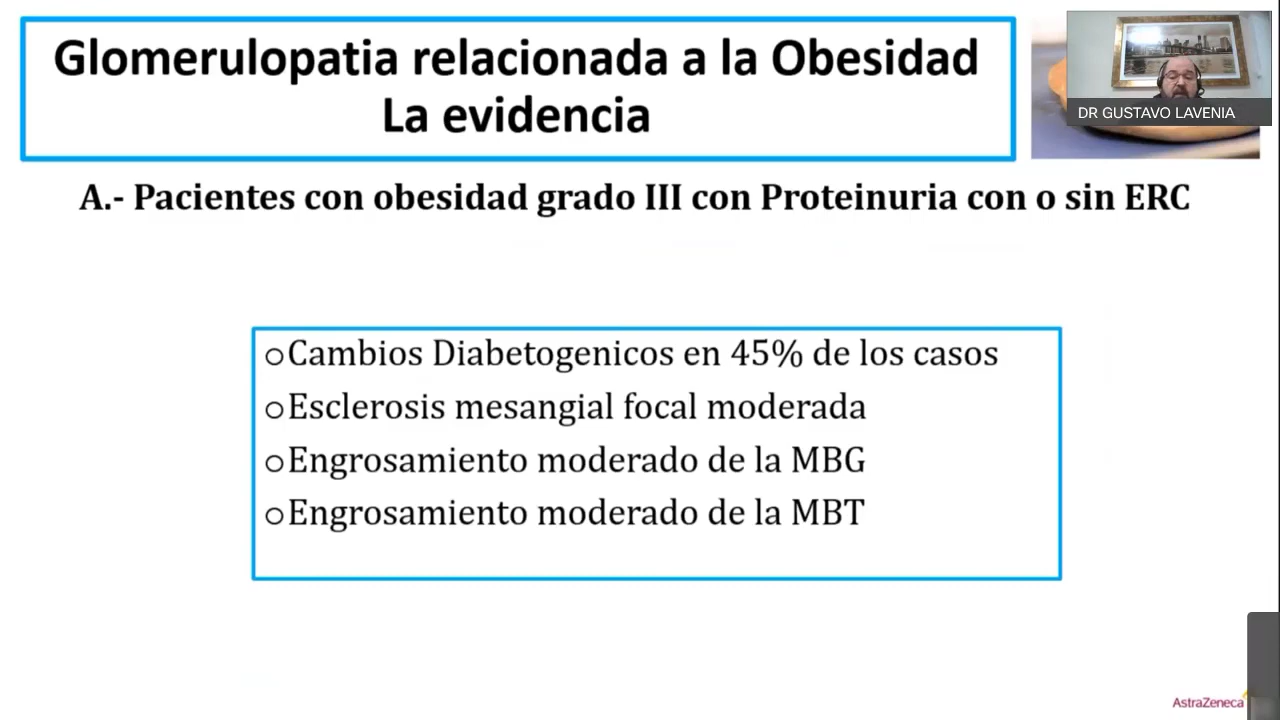 Glomerulopatia relacionada a la Obesidad
La evidencia
DR GUSTAVO LAVENIA
A.- Pacientes con obesidad grado III con Proteinuria con o sin ERC
○Cambios Diabetogenicos en 45% de los casos
○Esclerosis mesangial focal moderada
○Engrosamiento moderado de la MBG
○Engrosamiento moderado de la MBT
AstraZeneca